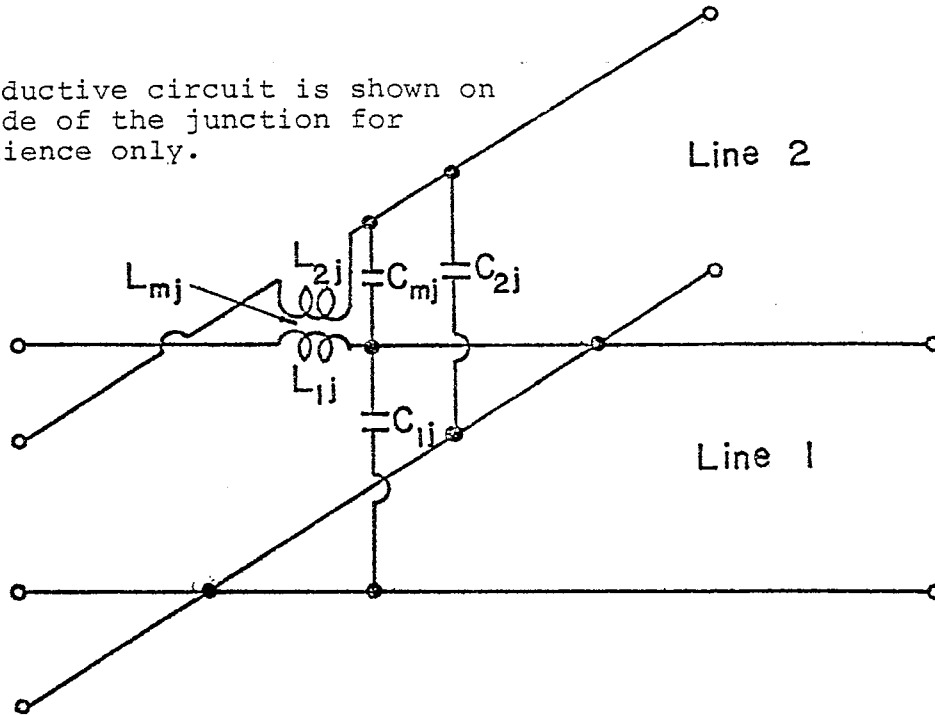 ductive circuit is shown on
de of the junction for
ience only.
Line 2
L2j
Lmj
Cmj
C2j
L1j
C1j
Line 1